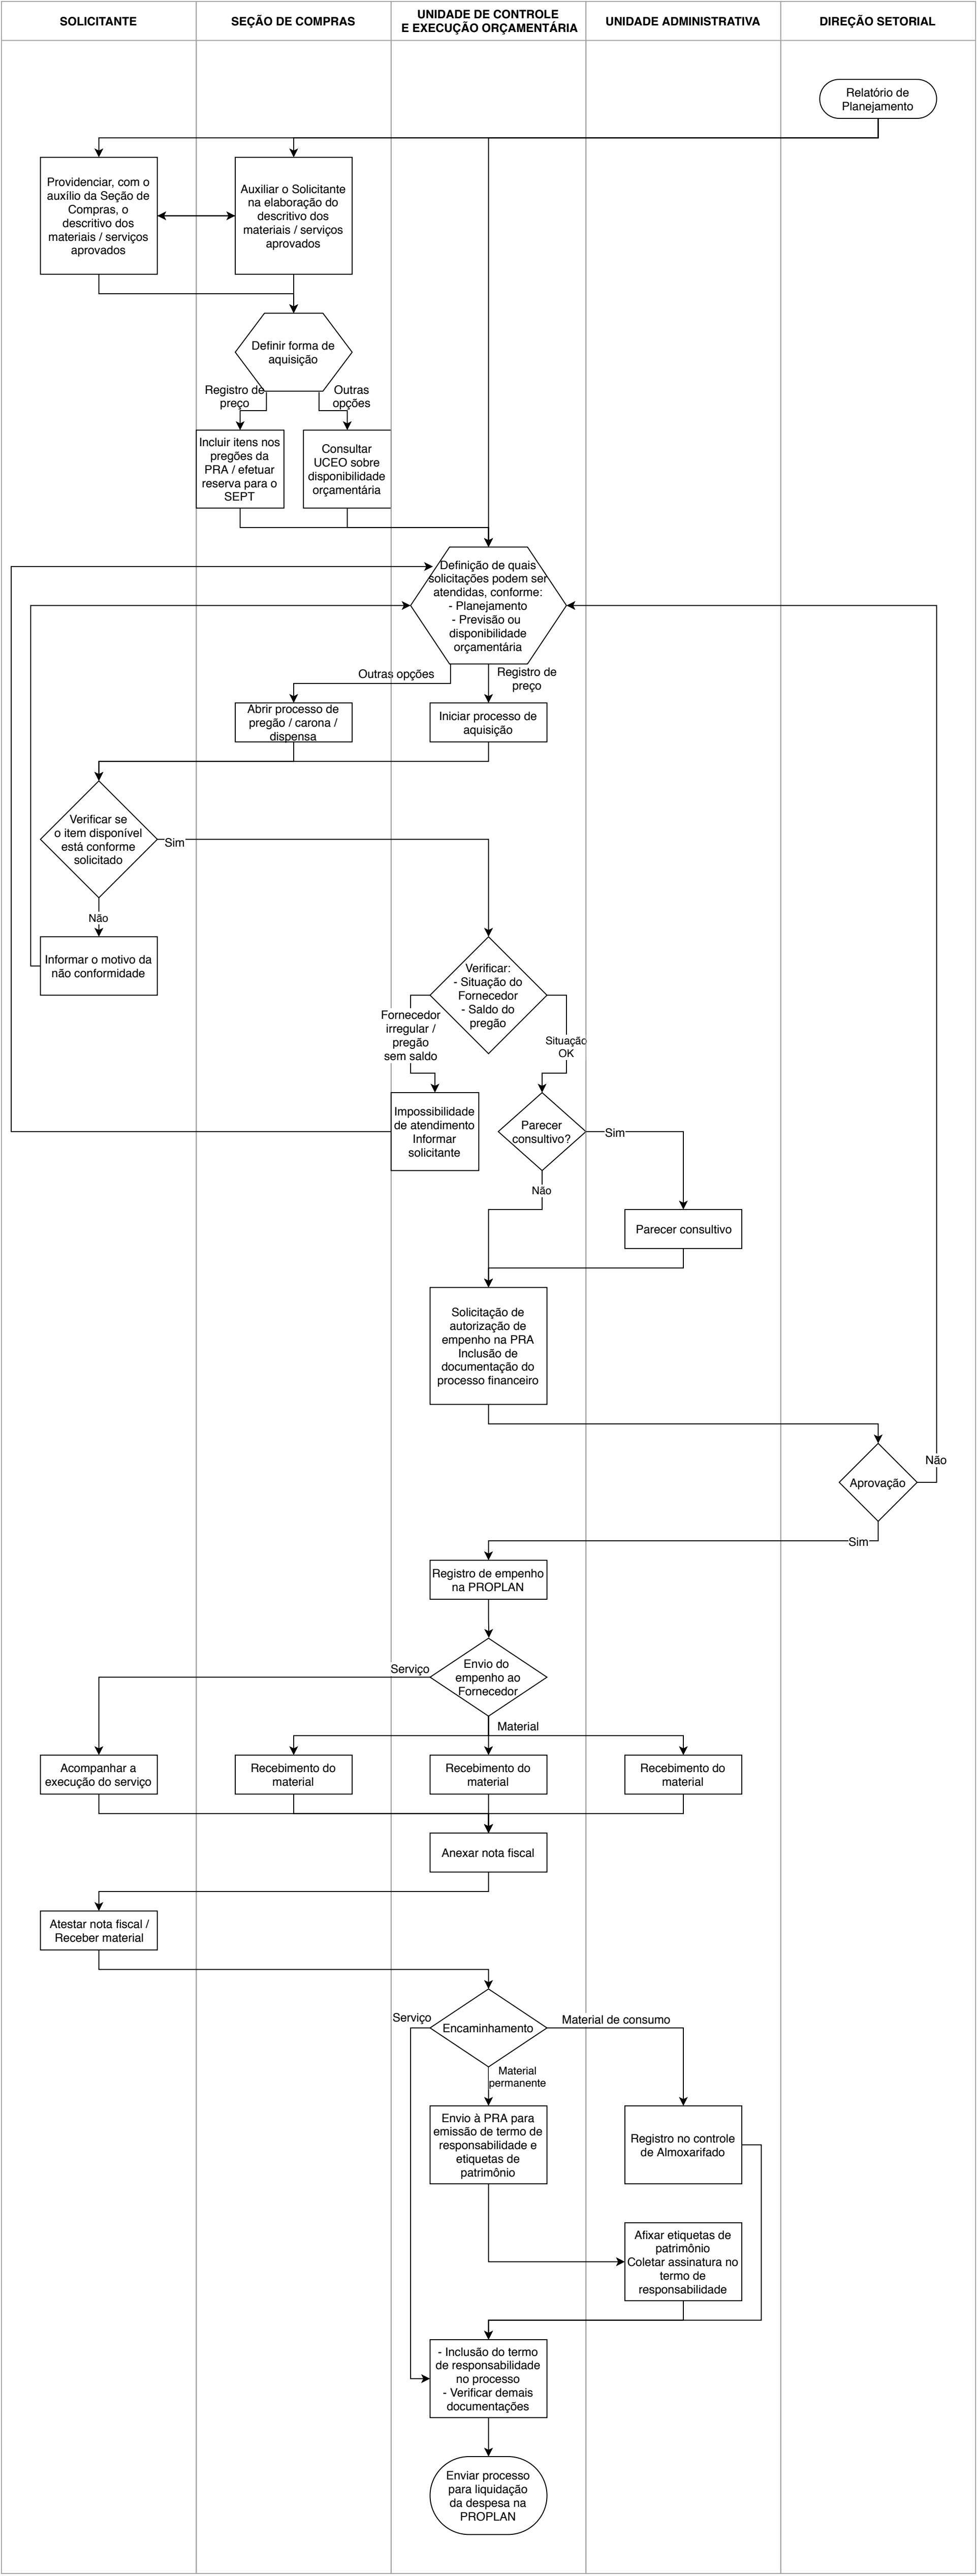 SOLICITANTE
SEÇÃO DE COMPRAS
UNIDADE DE CONTROLE
E EXECUÇÃO ORÇAMENTÁRIA
UNIDADE ADMINISTRATIVA
DIREÇÃO SETORIAL
Relatório de
Planejamento
Providenciar, com o
auxílio da Seção de
Compras, o
descritivo dos
materiais / serviços
aprovados
Auxiliar o Solicitante
na elaboração do
descritivo dos
materiais / serviços
aprovados
Definir forma de
aquisição
Registro de
preço
Outras
opções
Incluir itens nos
pregões da
PRA / efetuar
reserva para o
SEPT
Consultar
UCEO sobre
disponibilidade
orçamentária
Definição de quais
solicitações podem ser
atendidas, conforme:
- Planejamento
- Previsão ou
disponibilidade
orçamentária
Outras opções
Registro de
preço
Abrir processo de
pregão / carona /
dispensa
Iniciar processo de
aquisição
Verificar se
o item disponível
está conforme
solicitado
Sim
Não
Informar o motivo da
não conformidade
Verificar:
- Situação do
Fornecedor
- Saldo do
pregão
Fornecedor
irregular /
pregão
sem saldo
Situação
OK
Impossibilidade
de atendimento
Informar
solicitante
Parecer
consultivo?
Sim
Não
Parecer consultivo
Solicitação de
autorização de
empenho na PRA
Inclusão de
documentação do
processo financeiro
Aprovação
Não
Sim
Registro de empenho
na PROPLAN
Envio do
empenho ao
Fornecedor
Serviço
Material
Acompanhar a
execução do serviço
Recebimento do
material
Recebimento do
material
Recebimento do
material
Anexar nota fiscal
Atestar nota fiscal /
Receber material
Encaminhamento
Serviço
Material de consumo
Material
permanente
Envio à PRA para
emissão de termo de
responsabilidade e
etiquetas de
patrimônio
Registro no controle
de Almoxarifado
Afixar etiquetas de
patrimônio
Coletar assinatura no
termo de
responsabilidade
- Inclusão do termo
de responsabilidade
no processo
- Verificar demais
documentações
Enviar processo
para liquidação
da despesa na
PROPLAN